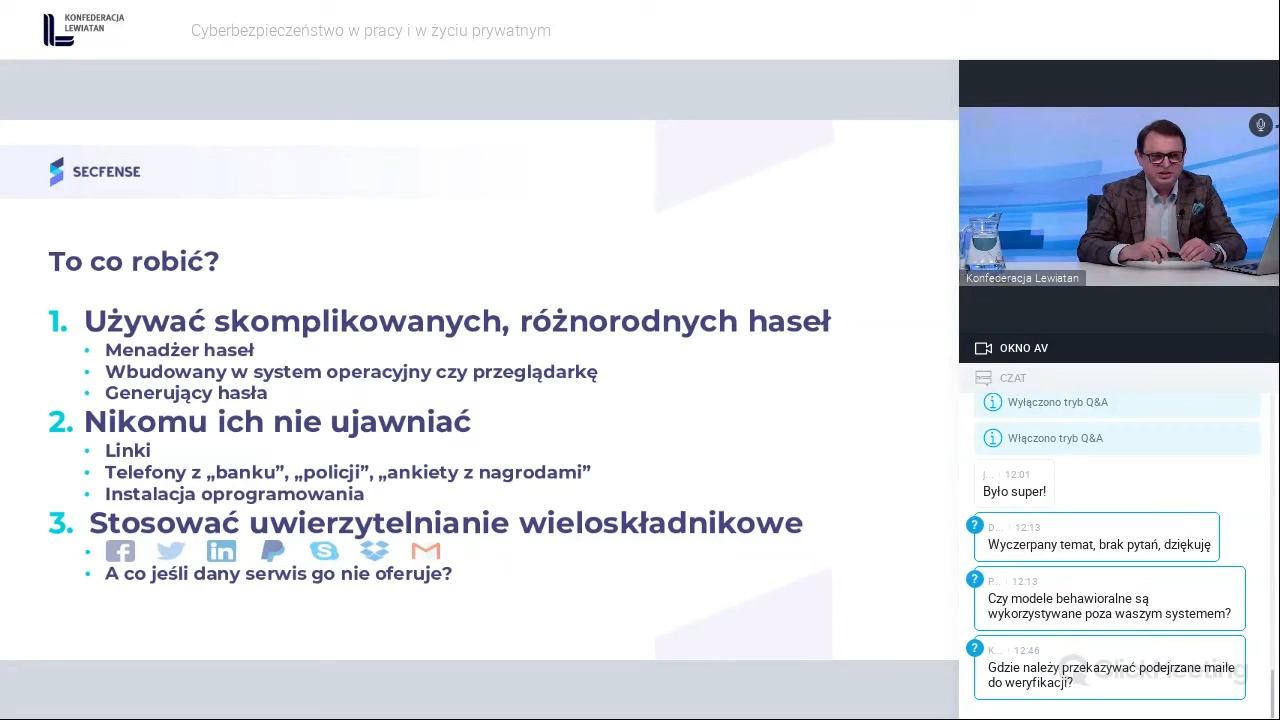 KONFEDERACJA
LEWIATAN
Cyberbezpieczeństwo w pracy i w życiu prywatnym
SECFENSE
To co robić?
1. Używać skomplikowanych, różnorodnych haseł
• Menadżer haseł
• Wbudowany w system operacyjny czy przeglądarkę
• Generujący hasła
2. Nikomu ich nie ujawniać
• Linki
• Telefony z „banku”, „policji”, „ankiety z nagrodami”
• Instalacja oprogramowania
3. Stosować uwierzytelnianie wieloskładnikowe
• A co jeśli dany serwis go nie oferuje?
Konfederacja Lewiatan
OKNO AV
CZAT
Wyłączono tryb Q&A
Włączono tryb Q&A
j... 12:01
Było super!
D... 12:13
Wyczerpany temat, brak pytań, dziękuję
P... 12:13
Czy modele behawioralne są
wykorzystywane poza waszym systemem?
K... 12:46
Gdzie należy przekazywać podejrzane maile
do weryfikacji?
ClickMeeting